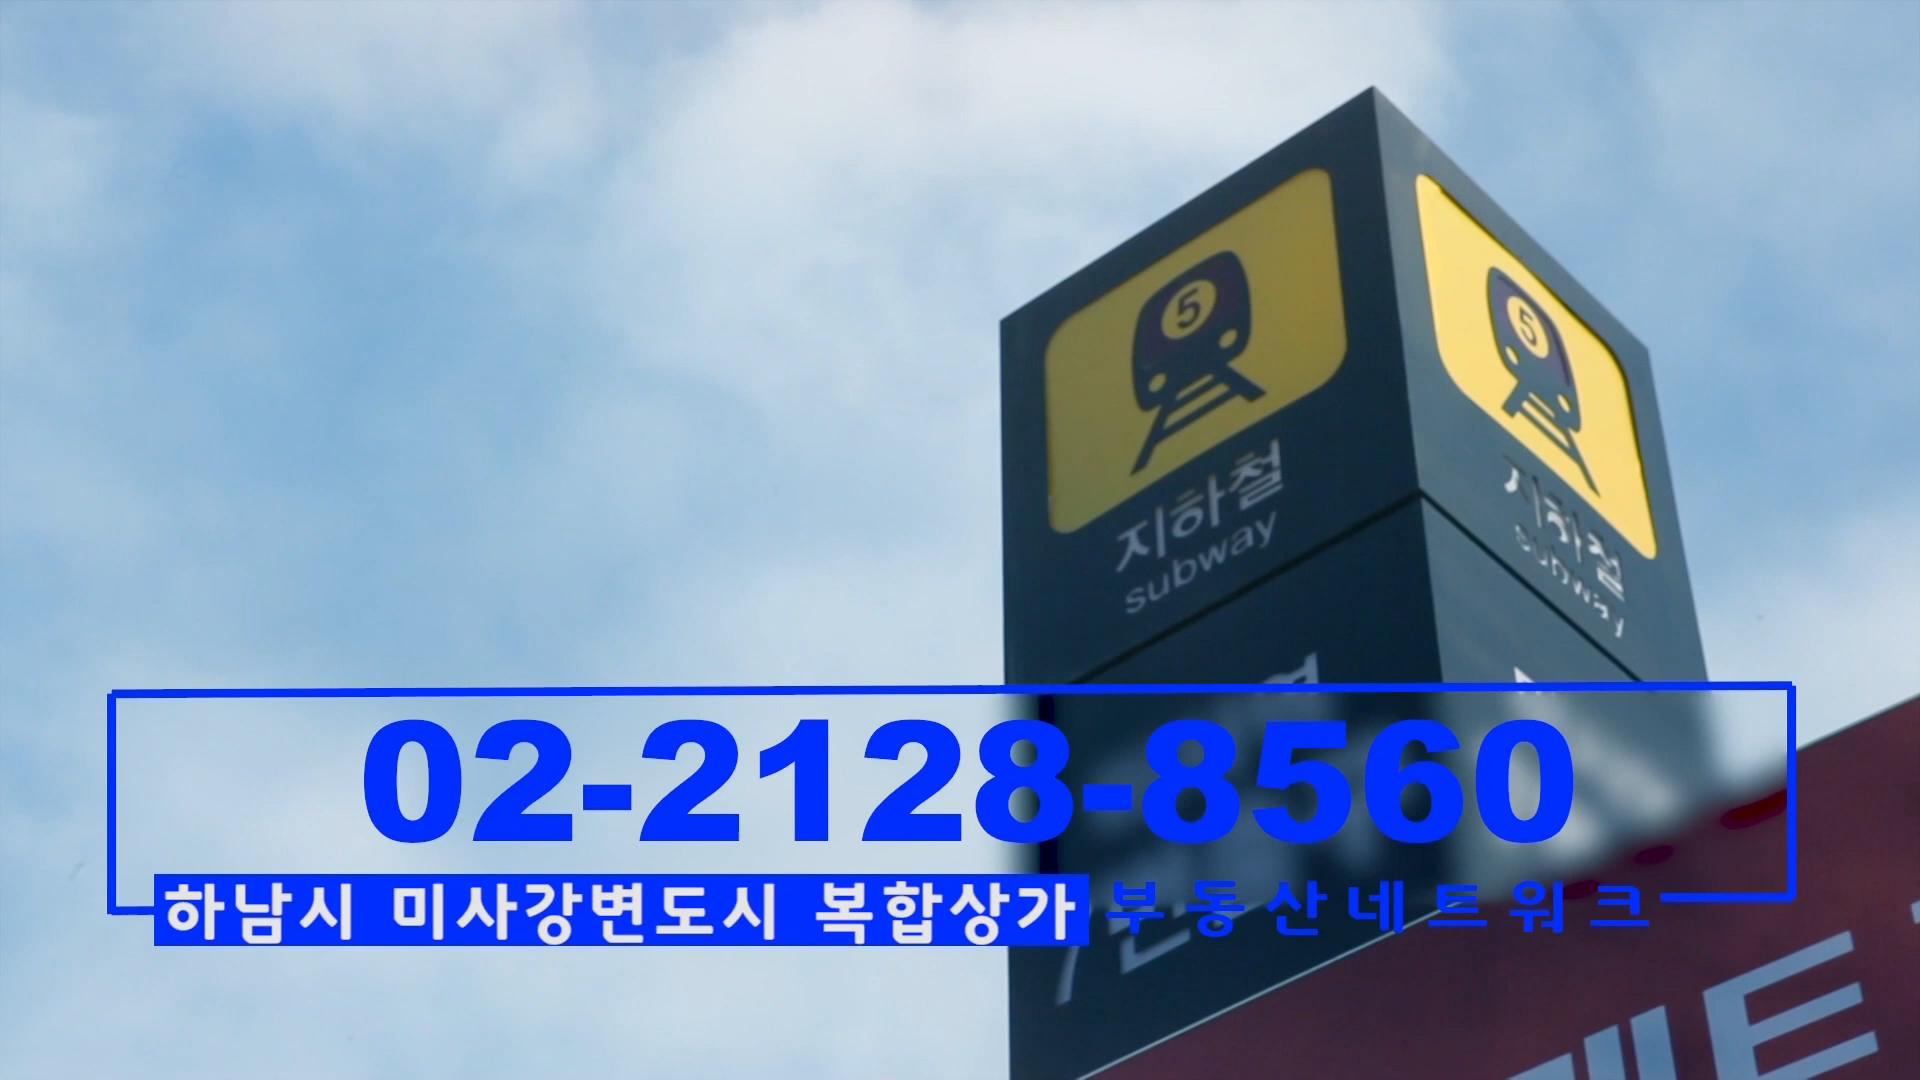 5
지하철
subway
5
지하철
subway
02-2128-8560
하남시 미사강변도시 복합상가 부동산네트워크